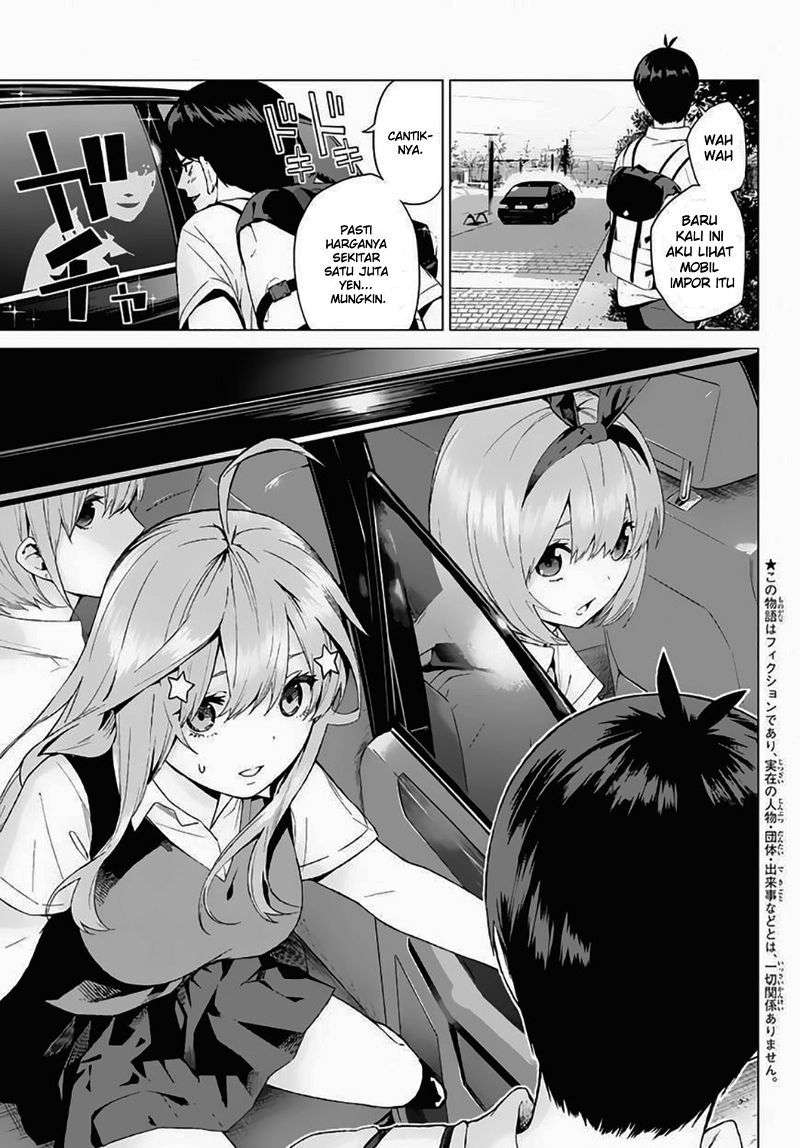 WAH
WAH
BARU
KALI INI
AKU LIHAT
MOBIL
IMPOR ITU
CANTIK-
NYA.
PASTI
HARGANYA
SEKITAR
SATU JUTA
YEN...
MUNGKIN.
ドキ
ドキ
ガチャ
★この物語はフィクションであり、実在の人物・団体・出来事などとは、一切関係ありません。